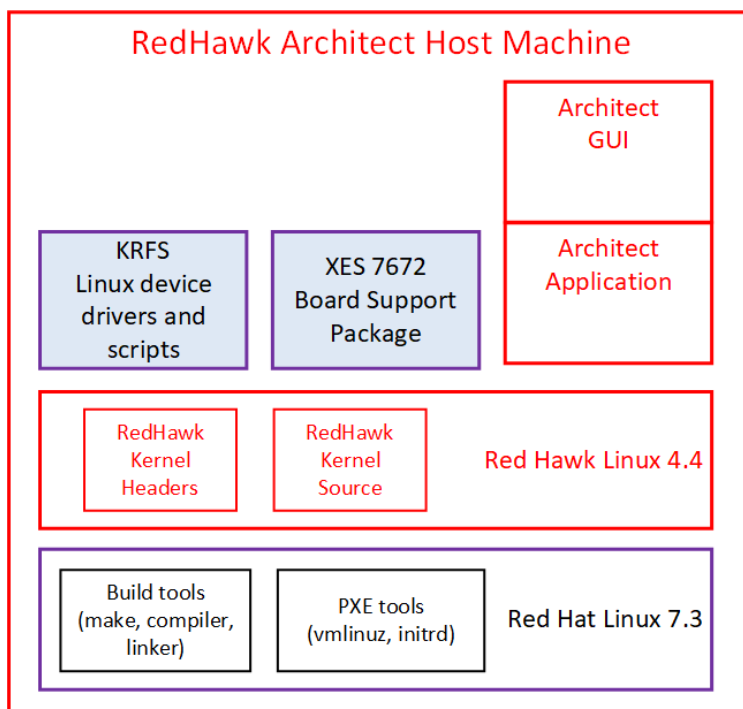 RedHawk Architect Host Machine
Architect
GUI
KRFS
Linux device
drivers and
scripts
XES 7672
Board Support
Package
Architect
Application
RedHawk
Kernel
Headers
RedHawk
Kernel
Source
Red Hawk Linux 4.4
Build tools
(make, compiler,
linker)
PXE tools
(vmlinuz, initrd)
Red Hat Linux 7.3